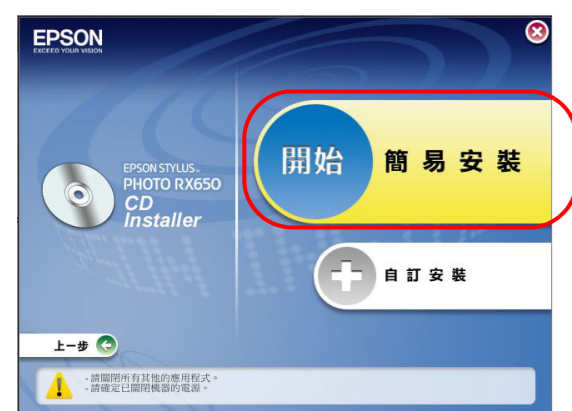 EPSON
EXCEED YOUR VISION
開始 簡易安裝
EPSON STYLUS™
PHOTO RX650
CD
Installer
自訂安裝
上一步
- 請關閉所有其他的應用程式。
- 請確定已關閉機器的電源。